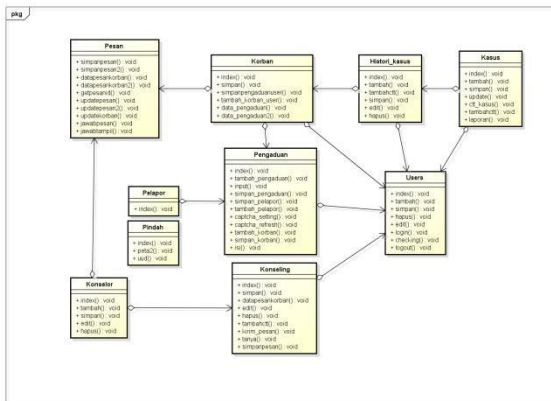 pkg
Pesan
+ simpanpesan() : void
+ simpanpesan2() : void
+ datapesankorban() : void
+ datapesankorban2() : void
+ getpesanid() : void
+ updatepesan() : void
+ updatepesan2() : void
+ updatekorban() : void
+ jawabpesan() : void
+ jawabtampil() : void
Korban
+ index() : void
+ simpan() : void
+ simpanpengaduanuser() : void
+ tambah_korban_user() : void
+ data_pengaduan() : void
+ data_pengaduan2() : void
Histori_kasus
+ index() : void
+ tambah() : void
+ tambahctt() : void
+ simpan() : void
+ edit() : void
+ hapus() : void
Kasus
+ index() : void
+ tambah() : void
+ simpan() : void
+ update() : void
+ ctt_kasus() : void
+ tambahctt() : void
+ laporan() : void
Pengaduan
+ index() : void
+ tambah_pengaduan() : void
+ input() : void
+ simpan_pengaduan() : void
+ simpan_pelapor() : void
+ tambah_pelapor() : void
+ captcha_setting() : void
+ captcha_refresh() : void
+ tambah_korban() : void
+ simpan_korban() : void
+ isi() : void
Users
+ index() : void
+ tambah() : void
+ simpan() : void
+ hapus() : void
+ edit() : void
+ login() : void
+ checking() : void
+ logout() : void
Pelapor
+ index() : void
Pindah
+ index() : void
+ peta2() : void
+ uud() : void
Konselor
+ index() : void
+ tambah() : void
+ simpan() : void
+ edit() : void
+ hapus() : void
Konseling
+ index() : void
+ simpan() : void
+ datapesankorban() : void
+ edit() : void
+ hapus() : void
+ tambahctt() : void
+ kirim_pesan() : void
+ tanya() : void
+ simpanpesan() : void